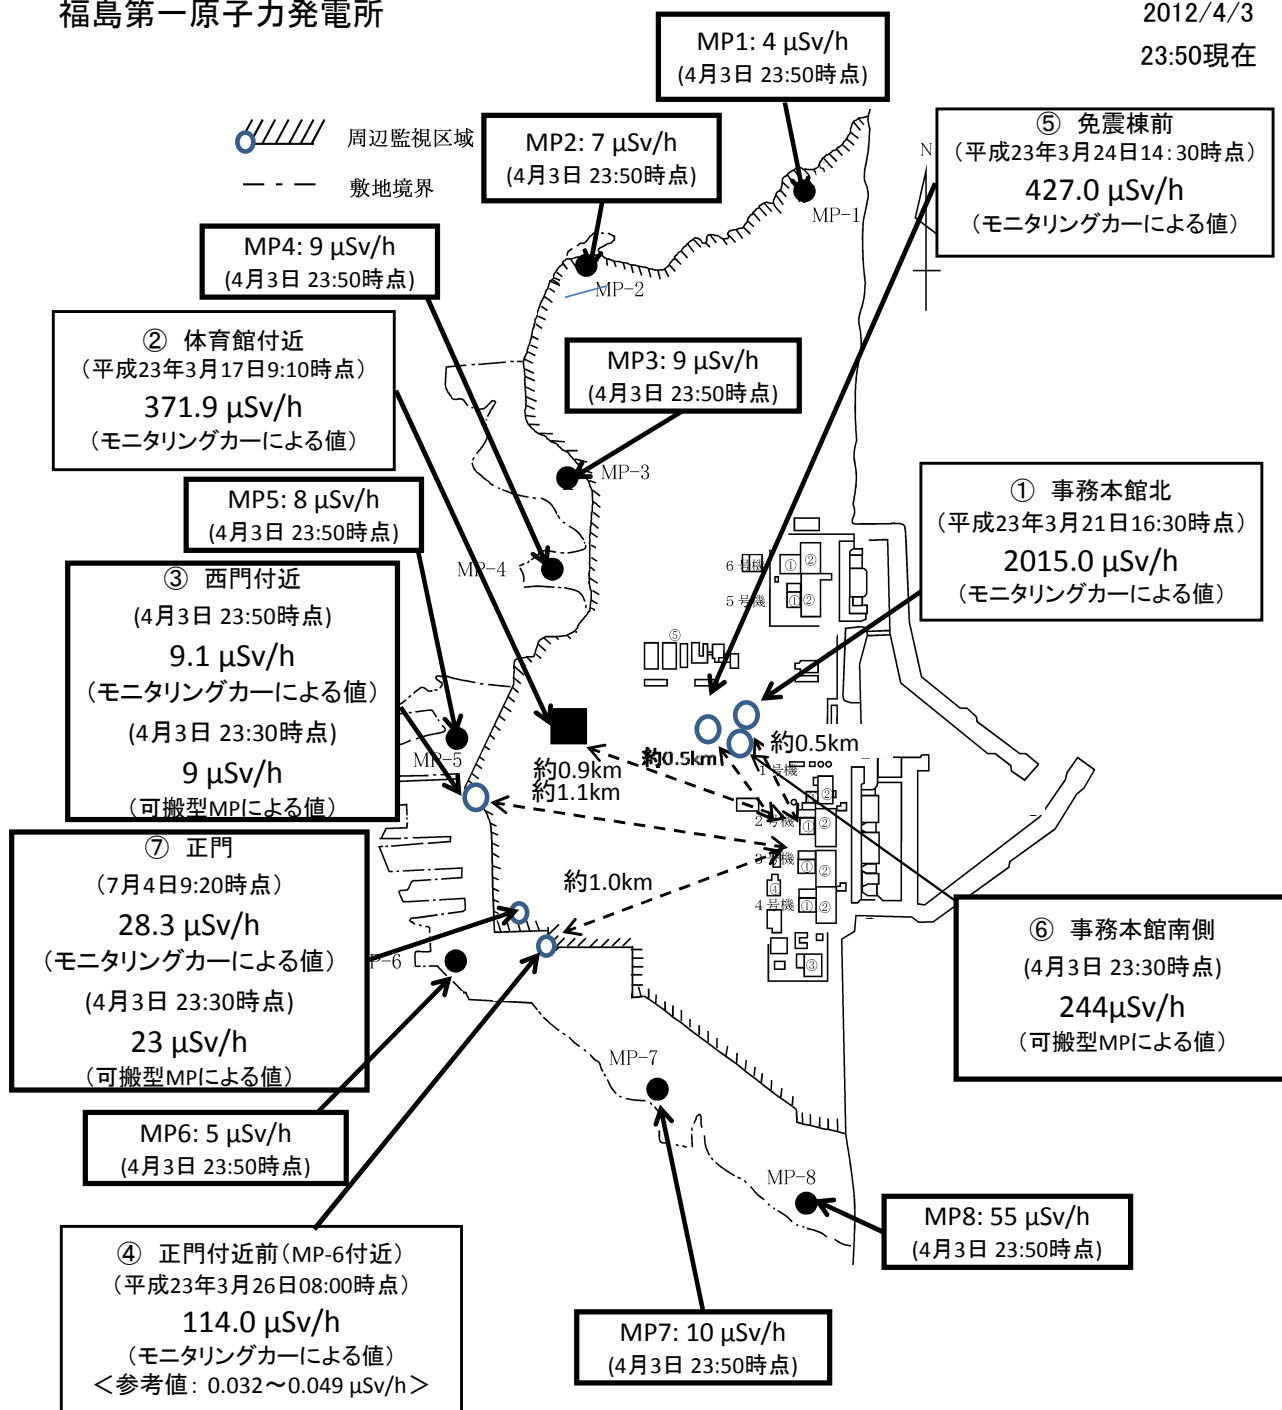 福島第一原子力発電所
2012/4/3
23:50現在
MP1: 4 μSv/h
(4月3日 23:50時点)
周辺監視区域
敷地境界
MP2: 7 μSv/h
(4月3日 23:50時点)
⑤ 免震棟前
(平成23年3月24日14:30時点)
427.0 μSv/h
(モニタリングカーによる値)
N
MP-1
MP4: 9 μSv/h
(4月3日 23:50時点)
MP-2
② 体育館付近
(平成23年3月17日9:10時点)
371.9 μSv/h
(モニタリングカーによる値)
MP3: 9 μSv/h
(4月3日 23:50時点)
MP-3
MP5: 8 μSv/h
(4月3日 23:50時点)
① 事務本館北
(平成23年3月21日16:30時点)
2015.0 μSv/h
(モニタリングカーによる値)
MP-4
6号機
① ②
5号機
① ②
③ 西門付近
(4月3日 23:50時点)
9.1 μSv/h
(モニタリングカーによる値)
(4月3日 23:30時点)
9 μSv/h
(可搬型MPによる値)
⑤
MP-5
約0.9km
約1.1km
約0.5km
約0.5km
1号機
②
2号機
① ②
3号機
① ②
④
4号機
① ②
③
約1.0km
⑦ 正門
(7月4日9:20時点)
28.3 μSv/h
(モニタリングカーによる値)
(4月3日 23:30時点)
23 μSv/h
(可搬型MPによる値)
P-6
⑥ 事務本館南側
(4月3日 23:30時点)
244μSv/h
(可搬型MPによる値)
MP-7
MP6: 5 μSv/h
(4月3日 23:50時点)
MP-8
MP8: 55 μSv/h
(4月3日 23:50時点)
④ 正門付近前(MP-6付近)
(平成23年3月26日08:00時点)
114.0 μSv/h
(モニタリングカーによる値)
<参考値: 0.032～0.049 μSv/h>
MP7: 10 μSv/h
(4月3日 23:50時点)